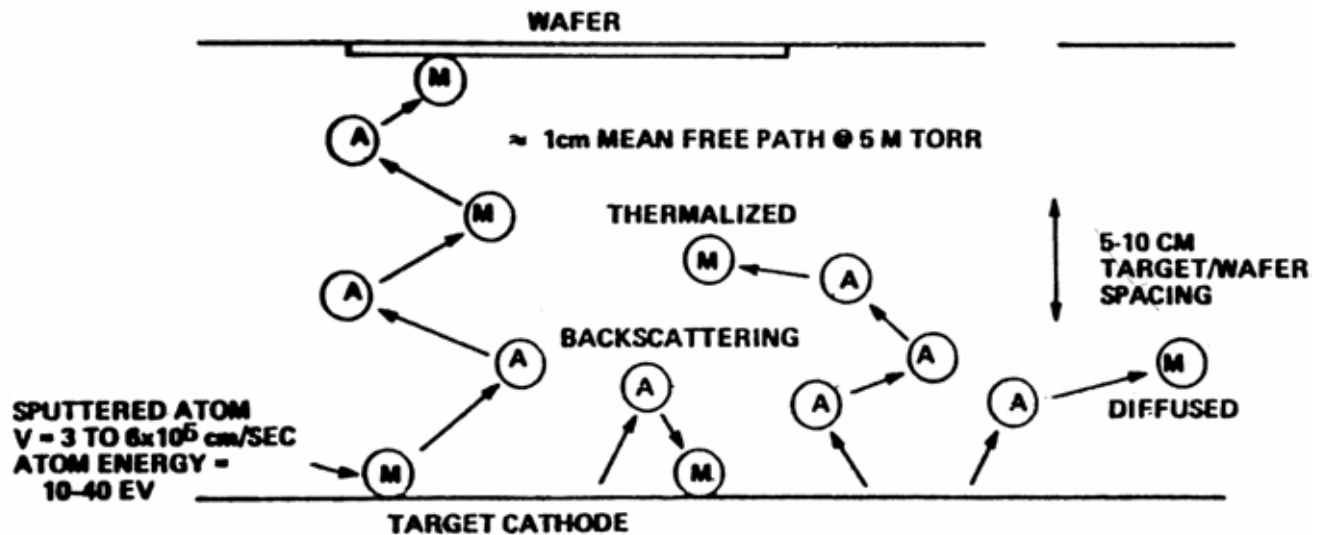 WAFER
M
A
≈ 1cm MEAN FREE PATH @ 5 M TORR
M
THERMALIZED
M
A
A
5-10 CM
TARGET/WAFER
SPACING
BACKSCATTERING
A
A
M
A
A
A
DIFFUSED
SPUTTERED ATOM
V = 3 TO 6x10⁵ cm/SEC
ATOM ENERGY =
10-40 EV
M
M
TARGET CATHODE